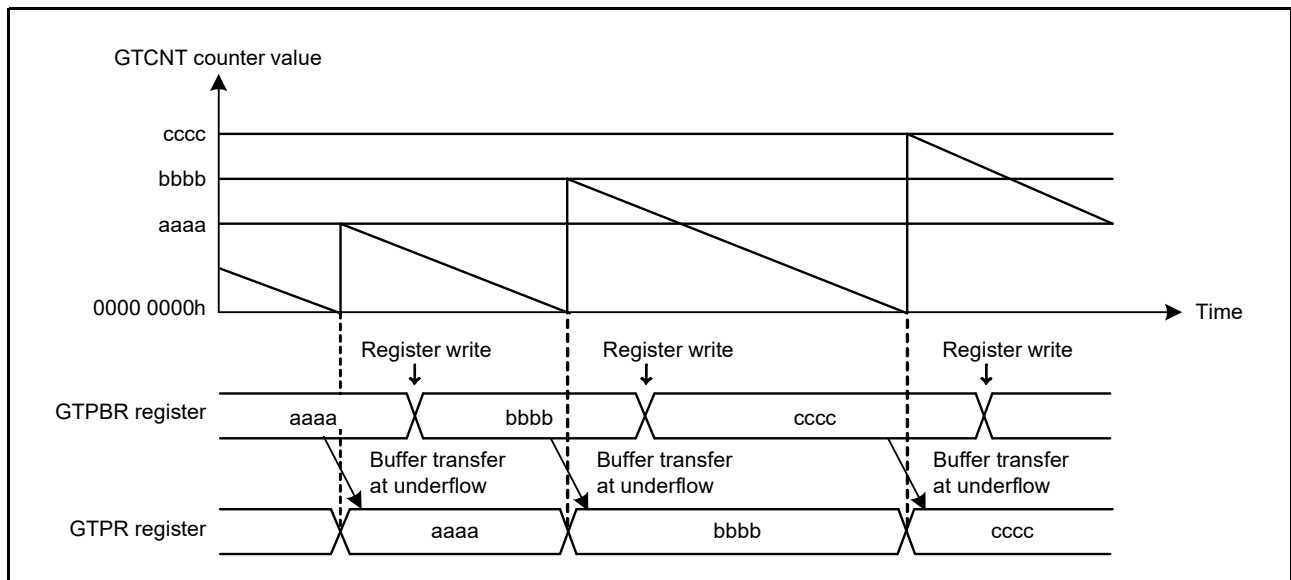 GTCNT counter value
cccc
bbbb
aaaa
0000 0000h
Time
Register write
Register write
Register write
GTPBR register
aaaa
bbbb
cccc
Buffer transfer
at underflow
Buffer transfer
at underflow
Buffer transfer
at underflow
GTPR register
aaaa
bbbb
cccc